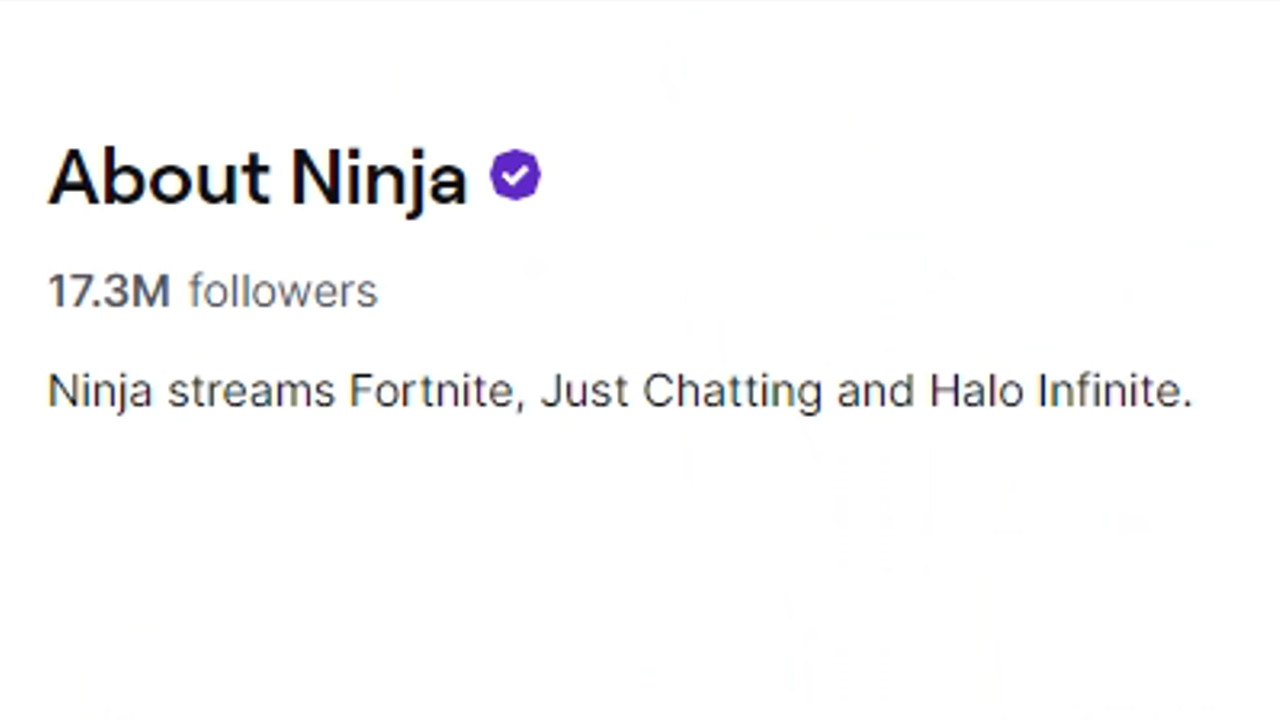 About Ninja
17.3M followers
Ninja streams Fortnite, Just Chatting and Halo Infinite.